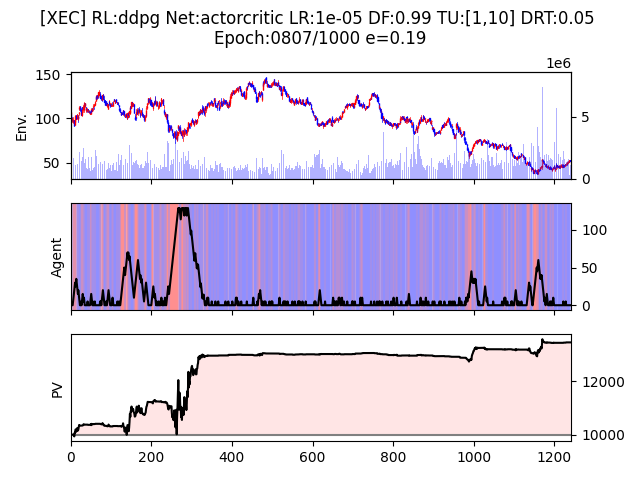 [XEC] RL:ddpg Net:actorcritic LR:1e-05 DF:0.99 TU:[1,10] DRT:0.05
Epoch:0807/1000 e=0.19
1e6
150
100
50
Env.
5
0
Agent
100
50
0
PV
12000
10000
0 200 400 600 800 1000 1200